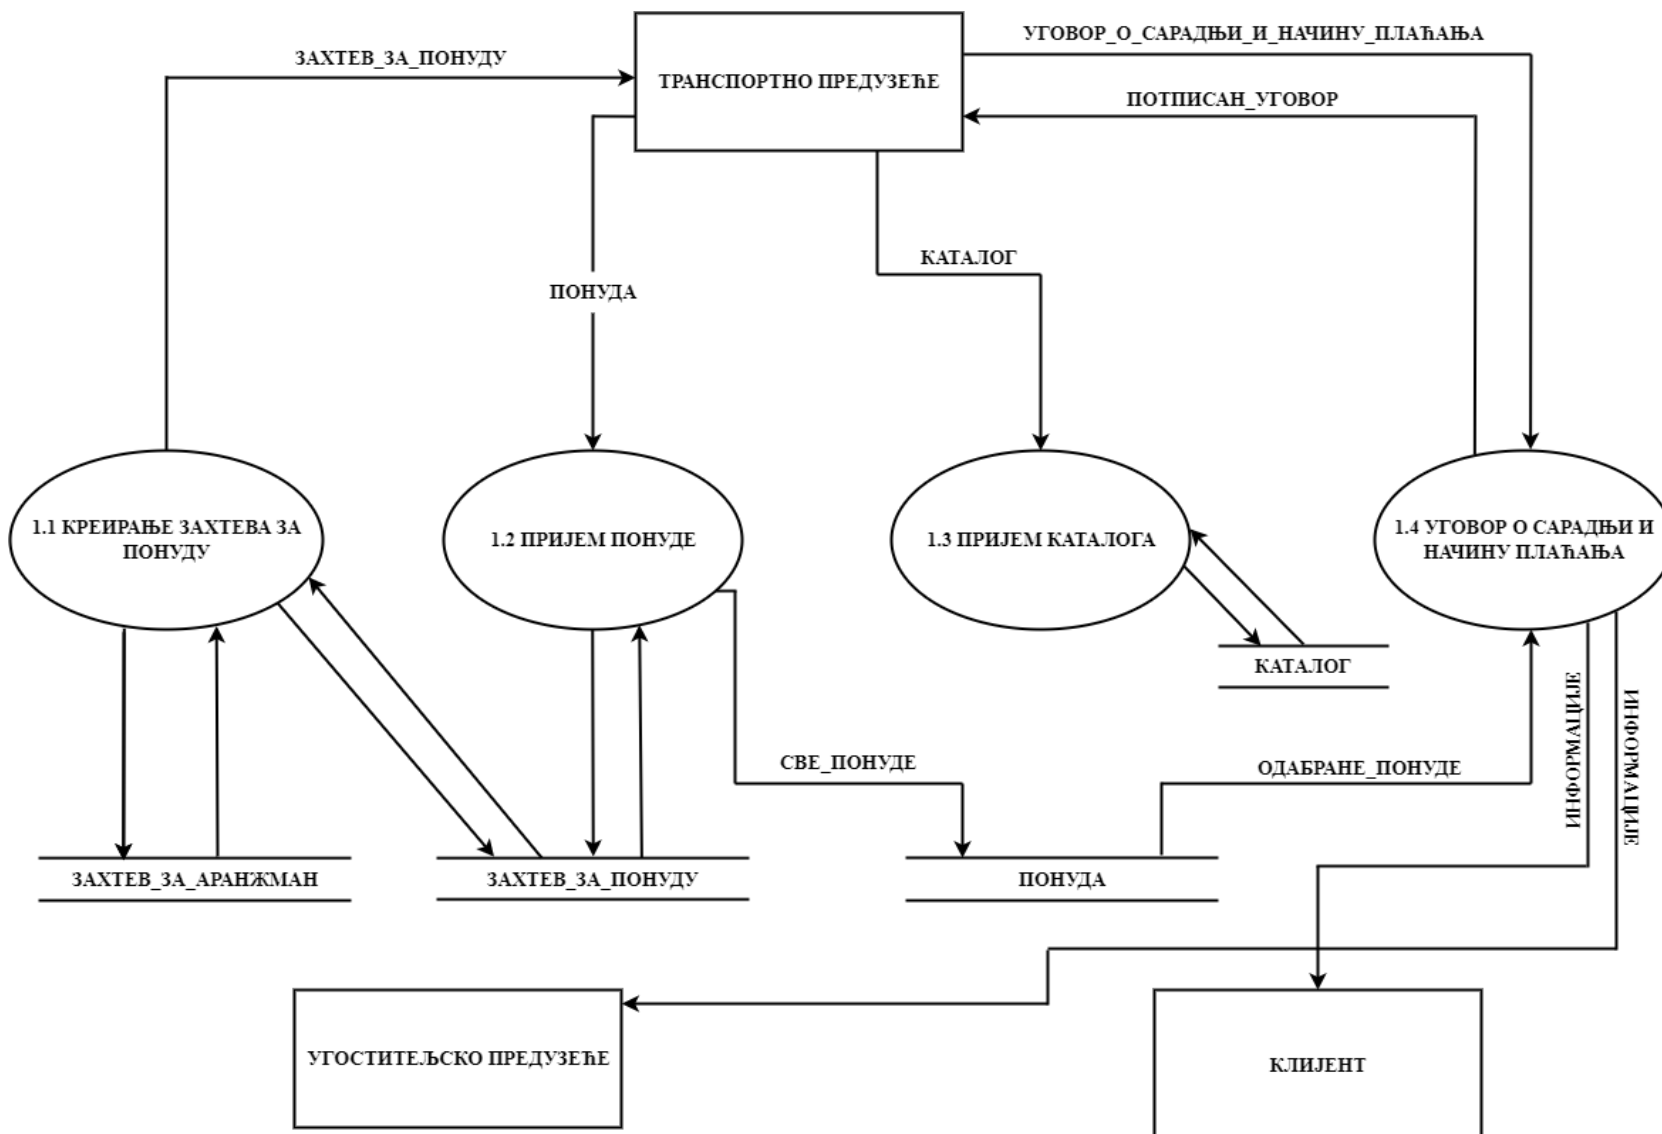 УГОВОР_О_САРАДЊИ_И_НАЧИНУ_ПЛАЋАЊА
ЗАХТЕВ_ЗА_ПОНУДУ
ТРАНСПОРТНО ПРЕДУЗЕЋЕ
ПОТПИСАН_УГОВОР
КАТАЛОГ
ПОНУДА
1.1 КРЕИРАЊЕ ЗАХТЕВА ЗА
ПОНУДУ
1.2 ПРИЈЕМ ПОНУДЕ
1.3 ПРИЈЕМ КАТАЛОГА
1.4 УГОВОР О САРАДЊИ И
НАЧИНУ ПЛАЋАЊА
КАТАЛОГ
ИНФОРМАЦИЈЕ
ИНФОРМАЦИЈЕ
СВЕ_ПОНУДЕ
ОДАБРАНЕ_ПОНУДЕ
ЗАХТЕВ_ЗА_АРАНЖМАН
ЗАХТЕВ_ЗА_ПОНУДУ
ПОНУДА
УГОСТИТЕЉСКО ПРЕДУЗЕЋЕ
КЛИЈЕНТ